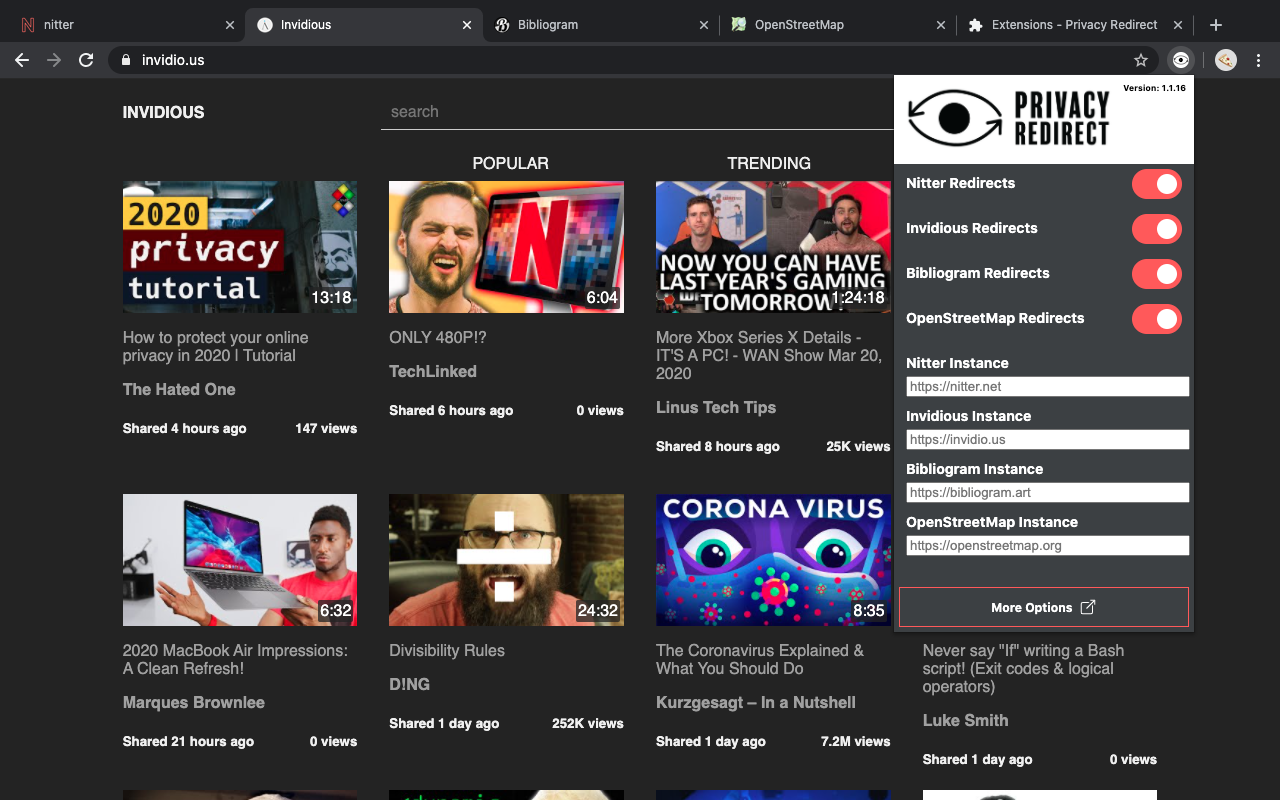 nitter
Invidious
Bibliogram
OpenStreetMap
Extensions - Privacy Redirect
invidio.us
INVIDIOUS
search
POPULAR
TRENDING
2020
privacy
tutorial
13:18
How to protect your online
privacy in 2020 | Tutorial
The Hated One
Shared 4 hours ago
147 views
N
6:04
ONLY 480P!?
TechLinked
Shared 6 hours ago
0 views
NOW YOU CAN HAVE
LAST YEAR'S GAMING
TOMORROW!
1:24:18
More Xbox Series X Details -
IT'S A PC! - WAN Show Mar 20,
2020
Linus Tech Tips
Shared 8 hours ago
25K views
6:32
2020 MacBook Air Impressions:
A Clean Refresh!
Marques Brownlee
Shared 21 hours ago
0 views
24:32
Divisibility Rules
D!NG
Shared 1 day ago
252K views
CORONA VIRUS
8:35
The Coronavirus Explained &
What You Should Do
Kurzgesagt – In a Nutshell
Shared 1 day ago
7.2M views
Never say "If" writing a Bash
script! (Exit codes & logical
operators)
Luke Smith
Shared 1 day ago
0 views
Version: 1.1.16
PRIVACY
REDIRECT
Nitter Redirects
Invidious Redirects
Bibliogram Redirects
OpenStreetMap Redirects
Nitter Instance
https://nitter.net
Invidious Instance
https://invidio.us
Bibliogram Instance
https://bibliogram.art
OpenStreetMap Instance
https://openstreetmap.org
More Options